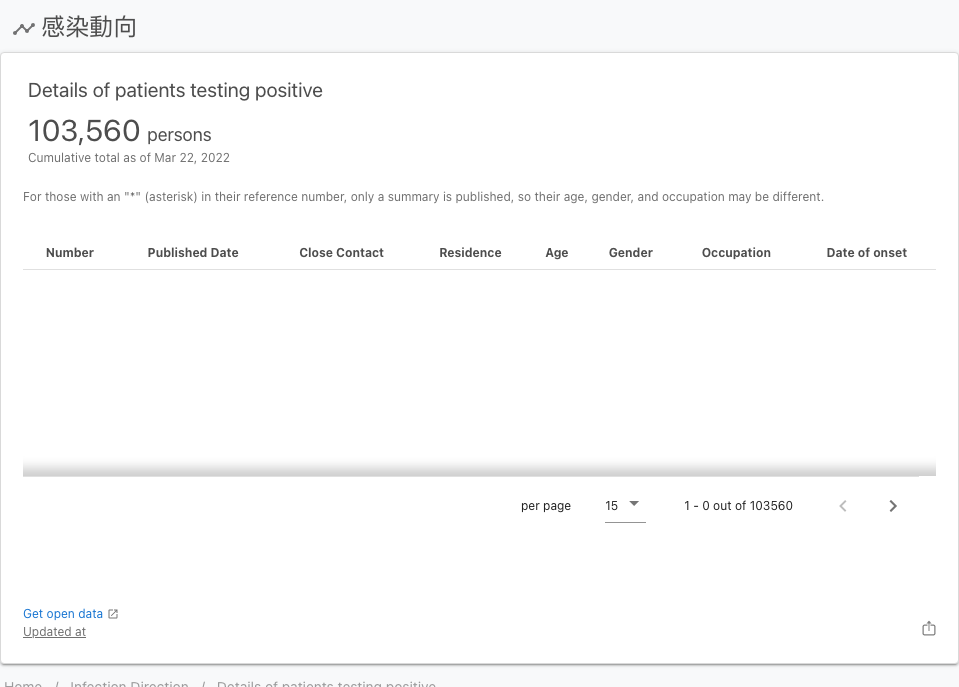 感染動向
Details of patients testing positive
103,560 persons
Cumulative total as of Mar 22, 2022
For those with an "*" (asterisk) in their reference number, only a summary is published, so their age, gender, and occupation may be different.
Number Published Date Close Contact Residence Age Gender Occupation Date of onset
per page 15 1 - 0 out of 103560
Get open data
Updated at
Home / Infection Direction / Details of patients testing positive